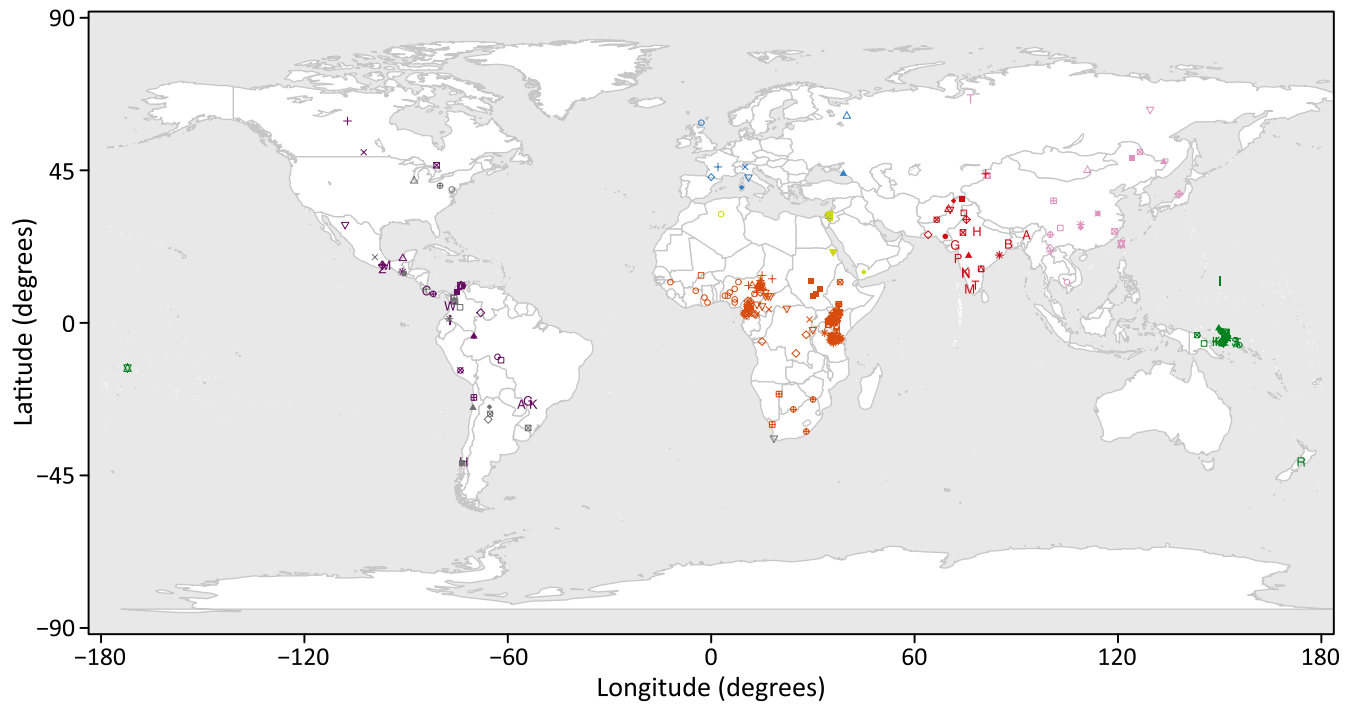 90
45
0
−45
−90
Latitude (degrees)
T
H
A
G
B
P
K
N
T
M
I
M
Z
C
W
G
A K
H
R
−180
−120
−60
0
60
120
180
Longitude (degrees)